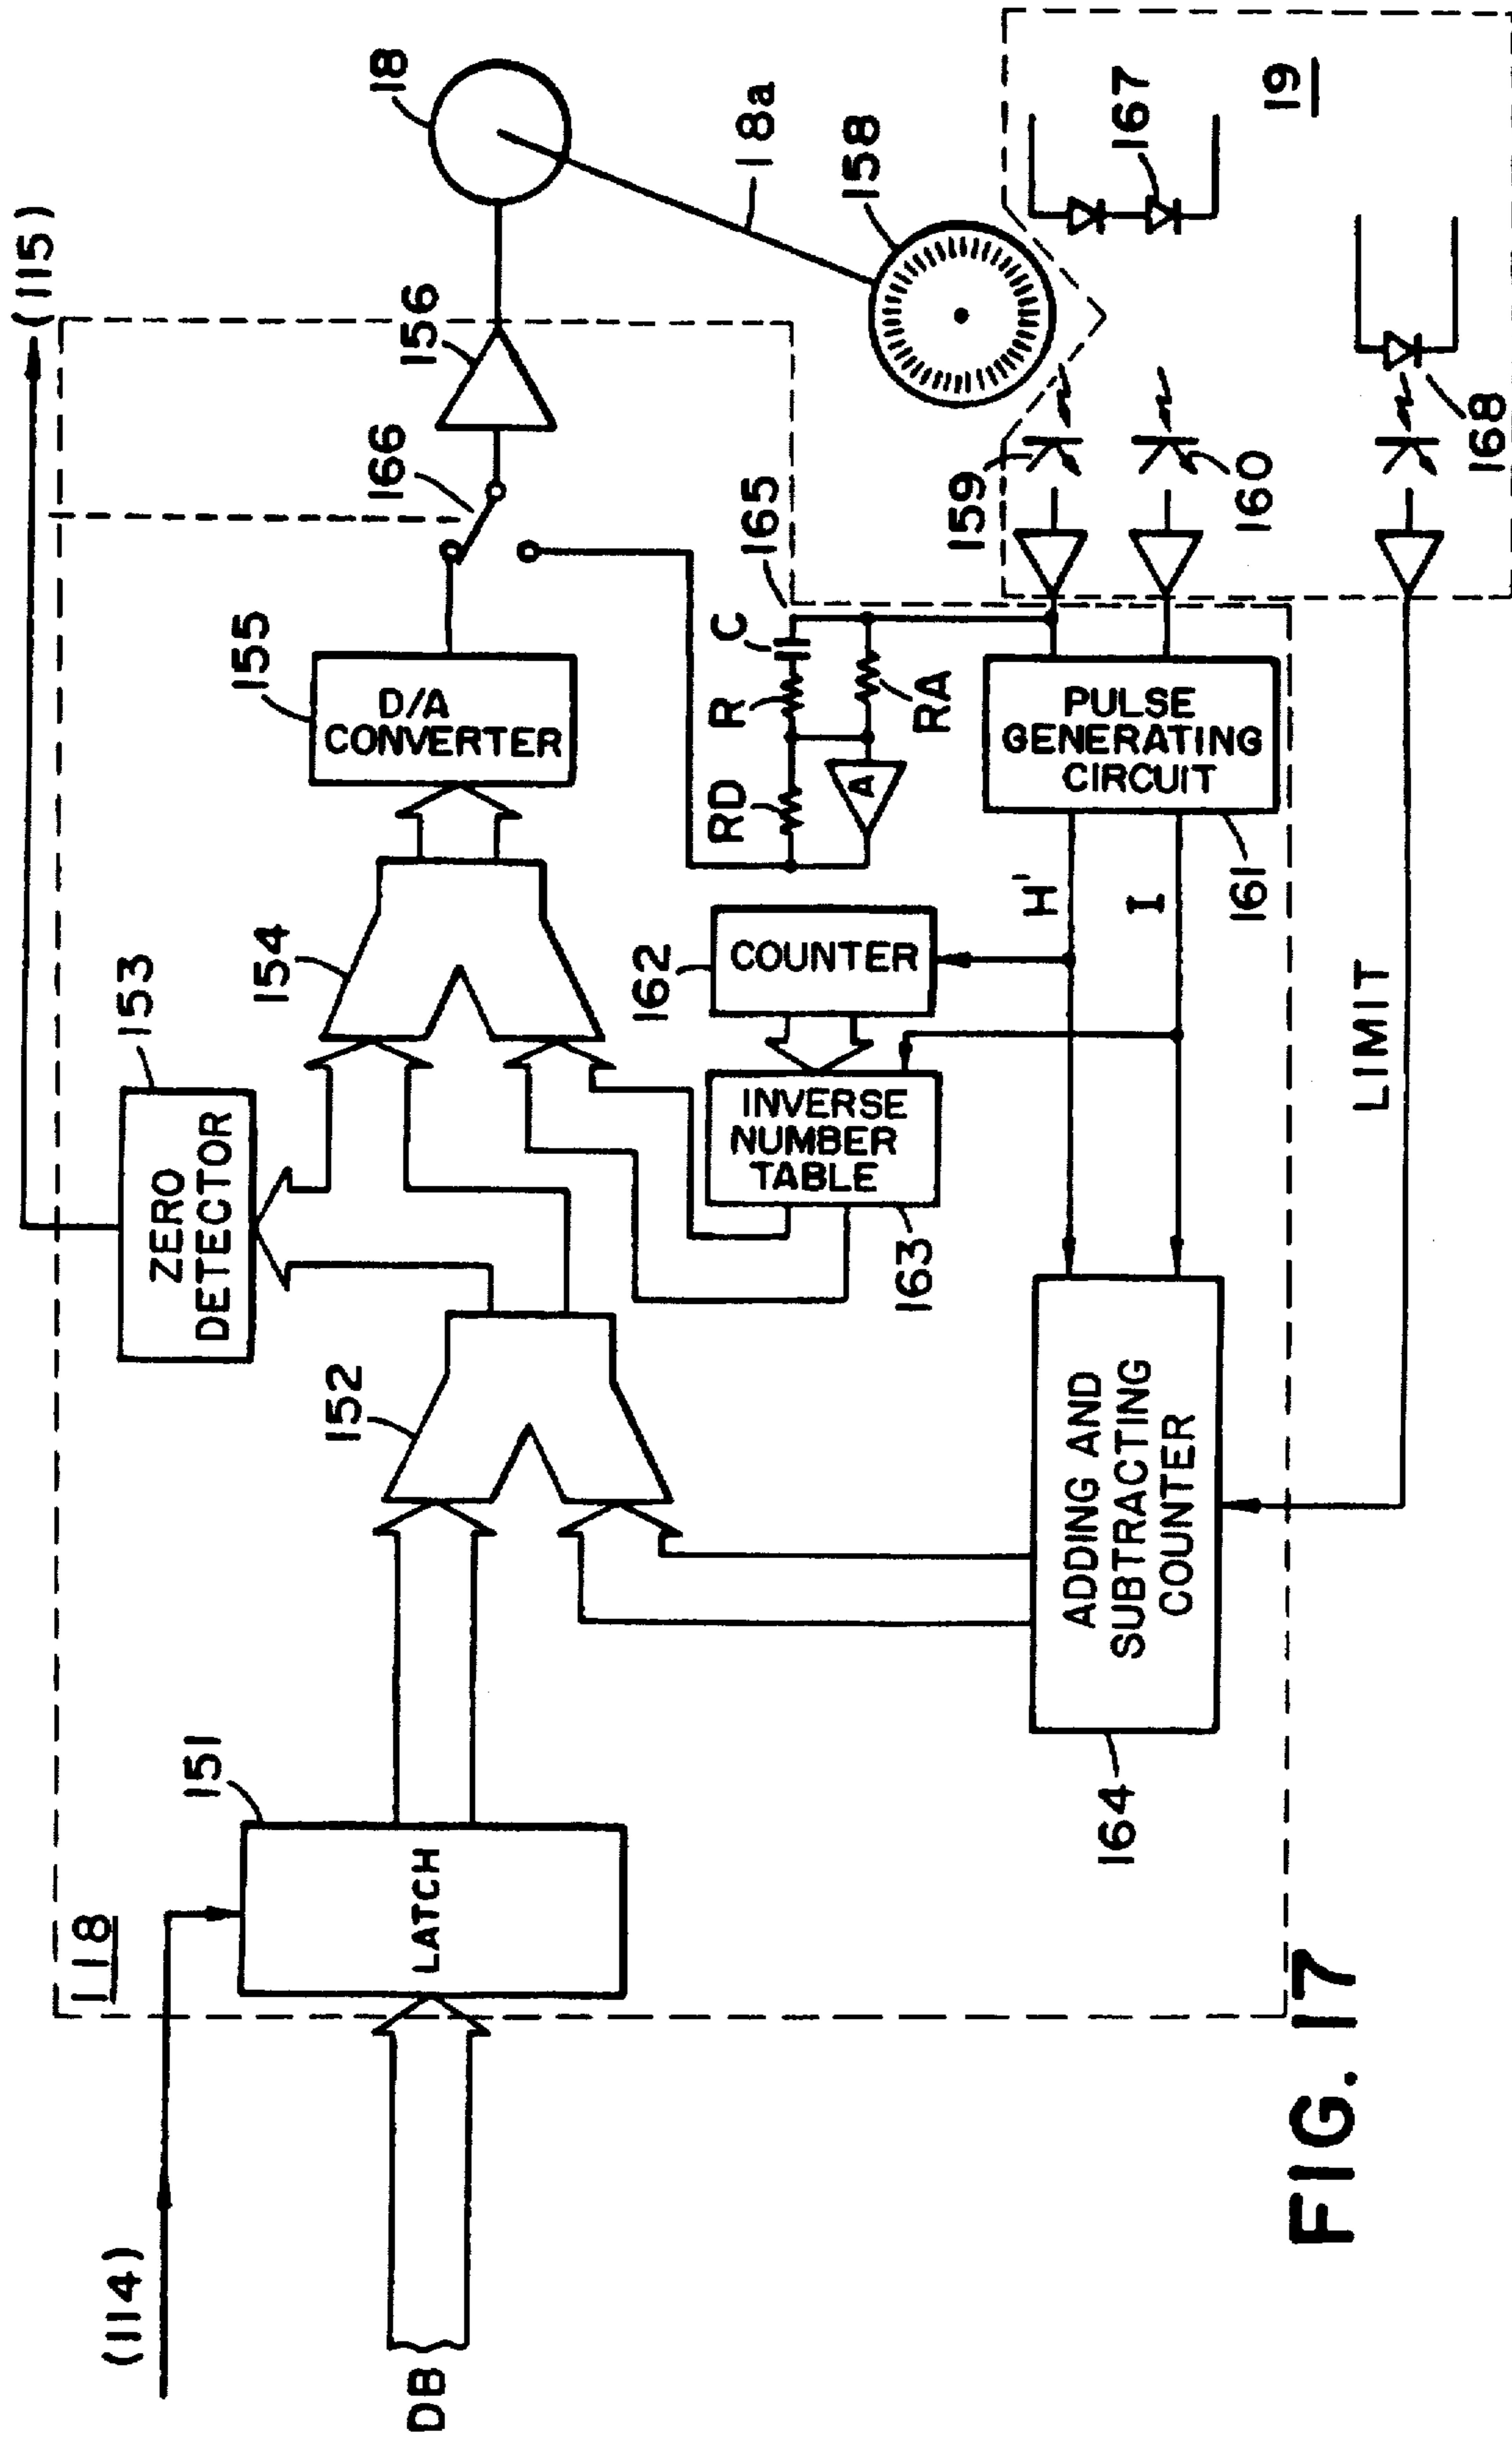 (114)
(115)
118
DB
151
LATCH
152
153
ZERO
DETECTOR
154
155
D/A
CONVERTER
166
156
18
18a
158
162
COUNTER
163
INVERSE
NUMBER
TABLE
165
C
R
RD
RA
A
159
160
161
PULSE
GENERATING
CIRCUIT
H'
I
164
ADDING AND
SUBTRACTING
COUNTER
LIMIT
167
168
19
FIG. 17